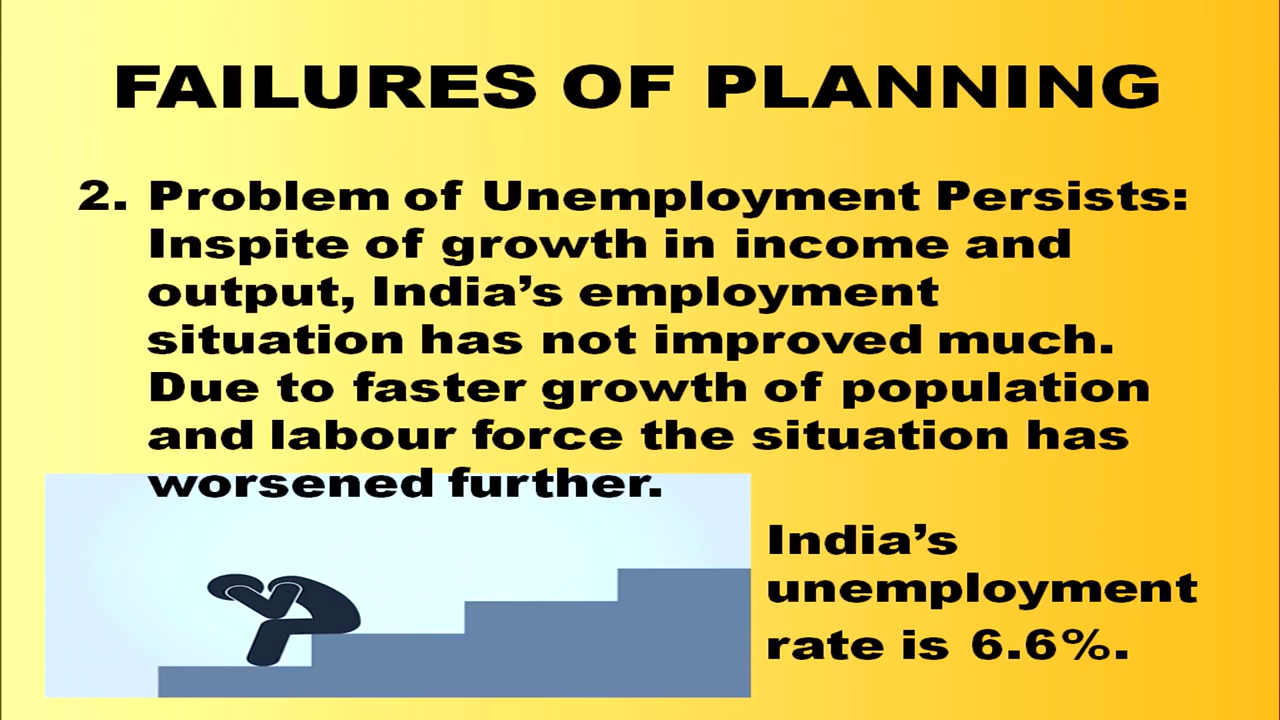 FAILURES OF PLANNING
2. Problem of Unemployment Persists:
Inspite of growth in income and
output, India’s employment
situation has not improved much.
Due to faster growth of population
and labour force the situation has
worsened further.
India’s
unemployment
rate is 6.6%.